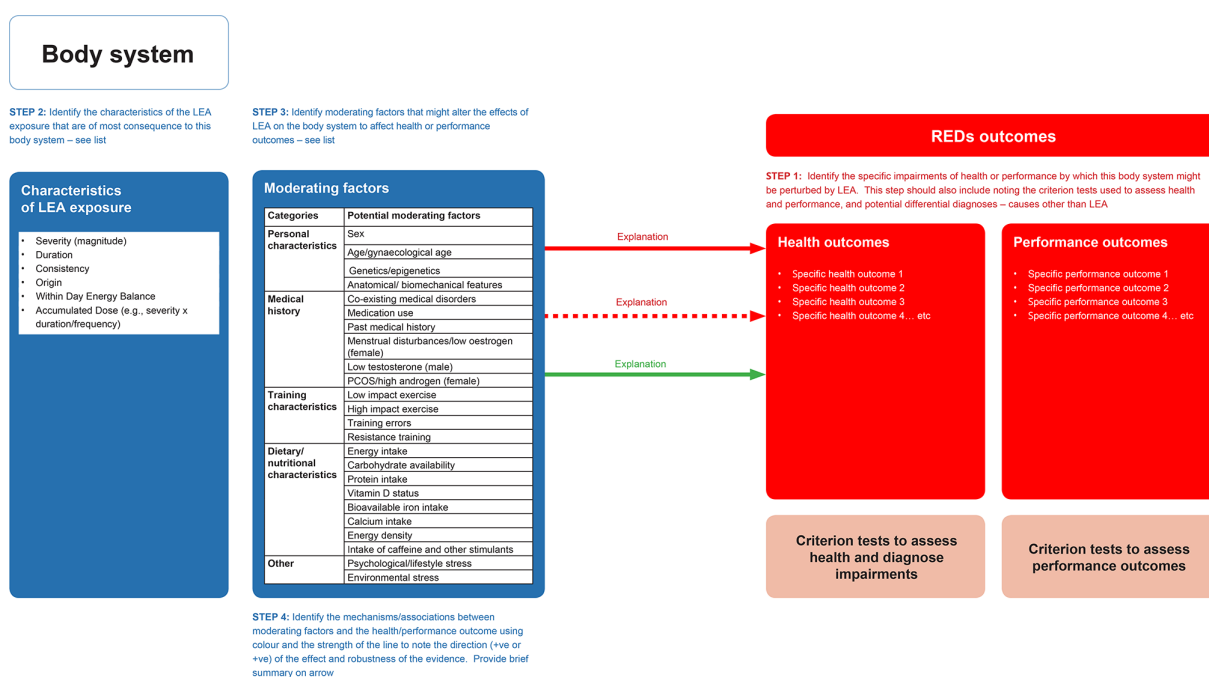 Body system
STEP 2: Identify the characteristics of the LEA
exposure that are of most consequence to this
body system – see list
STEP 3: Identify moderating factors that might alter the effects of
LEA on the body system to affect health or performance
outcomes – see list
Characteristics
of LEA exposure
• Severity (magnitude)
• Duration
• Consistency
• Origin
• Within Day Energy Balance
• Accumulated Dose (e.g., severity x
duration/frequency)
Moderating factors
Categories Potential moderating factors
Personal
characteristics
Sex
Age/gynaecological age
Genetics/epigenetics
Anatomical/ biomechanical features
Medical
history
Co-existing medical disorders
Medication use
Past medical history
Menstrual disturbances/low oestrogen
(female)
Low testosterone (male)
PCOS/high androgen (female)
Training
characteristics
Low impact exercise
High impact exercise
Training errors
Resistance training
Dietary/
nutritional
characteristics
Energy intake
Carbohydrate availability
Protein intake
Vitamin D status
Bioavailable iron intake
Calcium intake
Energy density
Intake of caffeine and other stimulants
Other
Psychological/lifestyle stress
Environmental stress
STEP 4: Identify the mechanisms/associations between
moderating factors and the health/performance outcome using
colour and the strength of the line to note the direction (+ve or
+ve) of the effect and robustness of the evidence. Provide brief
summary on arrow
Explanation
Explanation
Explanation
REDs outcomes
STEP 1: Identify the specific impairments of health or performance by which this body system might
be perturbed by LEA. This step should also include noting the criterion tests used to assess health
and performance, and potential differential diagnoses – causes other than LEA
Health outcomes
• Specific health outcome 1
• Specific health outcome 2
• Specific health outcome 3
• Specific health outcome 4… etc
Performance outcomes
• Specific performance outcome 1
• Specific performance outcome 2
• Specific performance outcome 3
• Specific performance outcome 4… etc
Criterion tests to assess
health and diagnose
impairments
Criterion tests to assess
performance outcomes